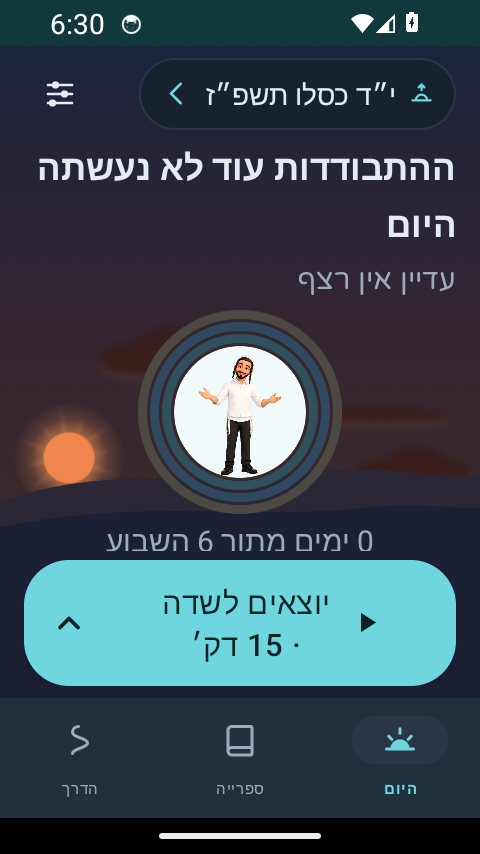 6:30
י״ד כסלו תשפ״ז
ההתבודדות עוד לא נעשתה
היום
עדיין אין רצף
0 ימים מתור 6 השבוע
יוצאים לשדה
· 15 דק׳
היום
ספרייה
הדרך